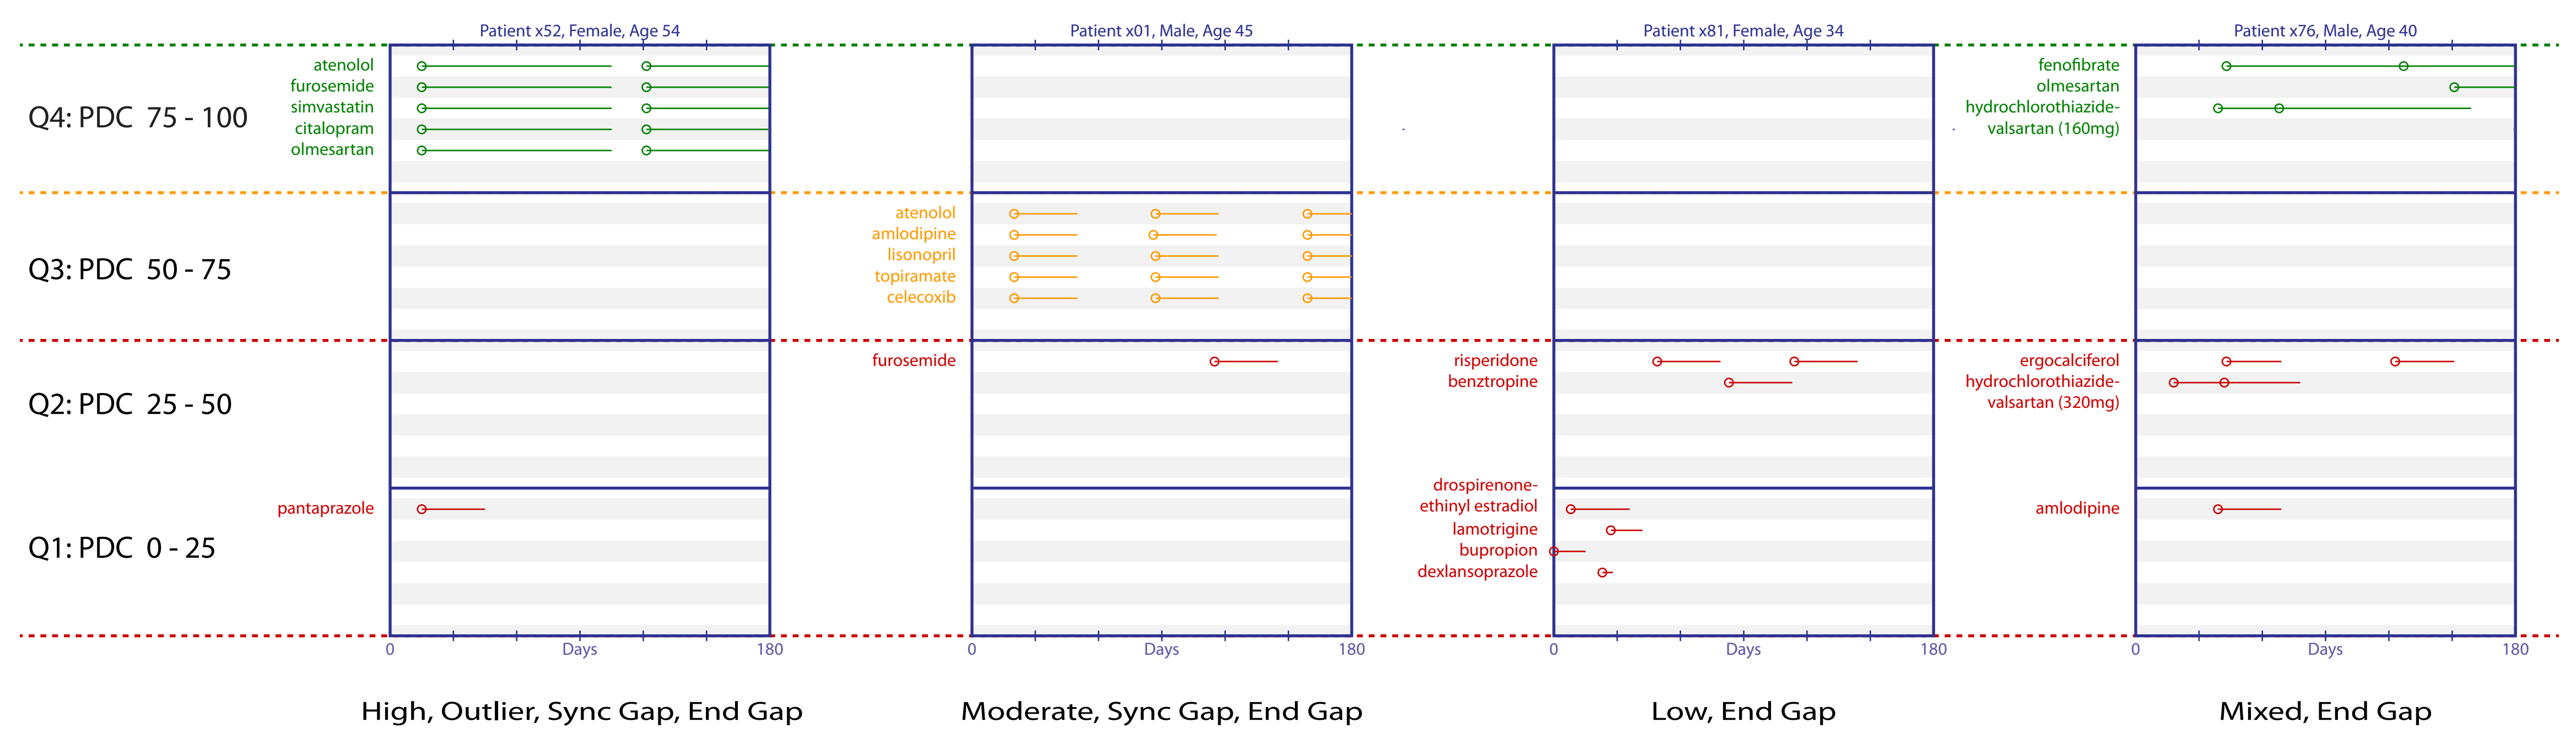 Patient x52, Female, Age 54
Patient x01, Male, Age 45
Patient x81, Female, Age 34
Patient x76, Male, Age 40
Q4: PDC 75 - 100
atenolol
furosemide
simvastatin
citalopram
olmesartan
fenofibrate
olmesartan
hydrochlorothiazide-
valsartan (160mg)
Q3: PDC 50 - 75
atenolol
amlodipine
lisonopril
topiramate
celecoxib
Q2: PDC 25 - 50
furosemide
risperidone
benztropine
ergocalciferol
hydrochlorothiazide-
valsartan (320mg)
Q1: PDC 0 - 25
pantaprazole
drospirenone-
ethinyl estradiol
lamotrigine
bupropion
dexlansoprazole
amlodipine
0 Days 180
0 Days 180
0 Days 180
0 Days 180
High, Outlier, Sync Gap, End Gap
Moderate, Sync Gap, End Gap
Low, End Gap
Mixed, End Gap